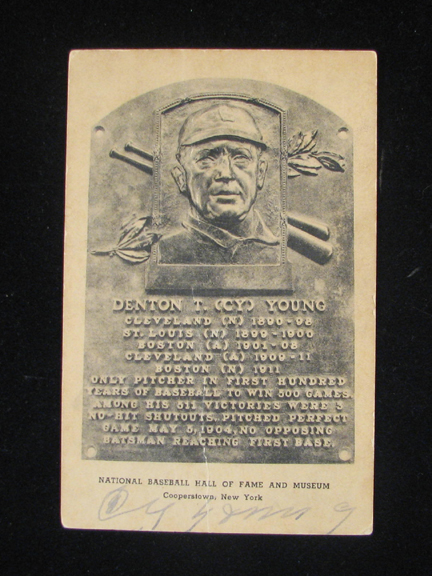 DENTON T. (CY) YOUNG
CLEVELAND (N) 1890-98
ST. LOUIS (N) 1899-1900
BOSTON (A) 1901-08
CLEVELAND (A) 1909-11
BOSTON (N) 1911
ONLY PITCHER IN FIRST HUNDRED
YEARS OF BASEBALL TO WIN 500 GAMES.
AMONG HIS 511 VICTORIES WERE 3
NO-HIT SHUTOUTS. PITCHED PERFECT
GAME MAY 5, 1904, NO OPPOSING
BATSMAN REACHING FIRST BASE.
NATIONAL BASEBALL HALL OF FAME AND MUSEUM
Cooperstown, New York
Cy Young